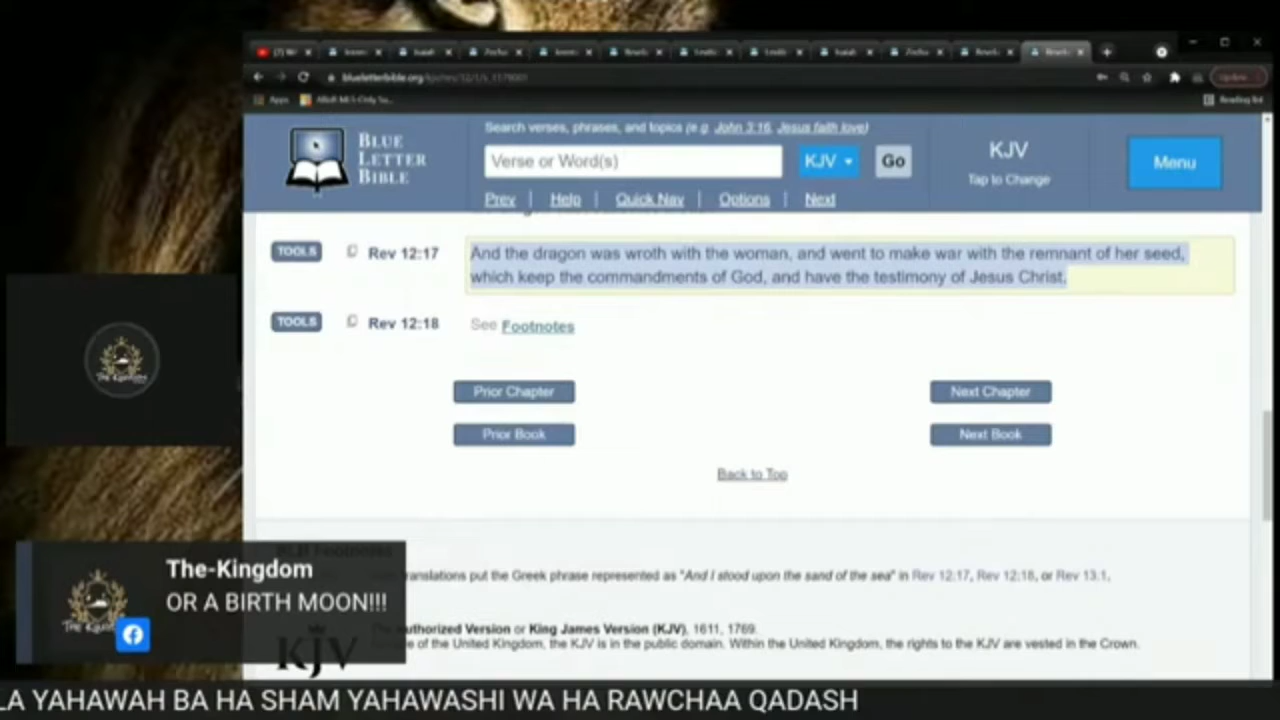 blueletterbible.org
Apps
Reading list
BLUE
LETTER
BIBLE
Search verses, phrases, and topics (e.g. John 3:16, Jesus faith love)
Verse or Word(s)
KJV
Go
KJV
Tap to Change
Menu
Prev | Help | Quick Nav | Options | Next
TOOLS Rev 12:17 And the dragon was wroth with the woman, and went to make war with the remnant of her seed,
which keep the commandments of God, and have the testimony of Jesus Christ.
TOOLS Rev 12:18 See Footnotes
Prior Chapter Next Chapter
Prior Book Next Book
Back to Top
Footnotes
translations put the Greek phrase represented as "And I stood upon the sand of the sea" in Rev 12:17, Rev 12:18, or Rev 13:1.
KJV
Authorized Version or King James Version (KJV), 1611, 1769.
of the United Kingdom, the KJV is in the public domain. Within the United Kingdom, the rights to the KJV are vested in the Crown.
The-Kingdom
OR A BIRTH MOON!!!
LA YAHAWAH BA HA SHAM YAHAWASHI WA HA RAWCHAA QADASH